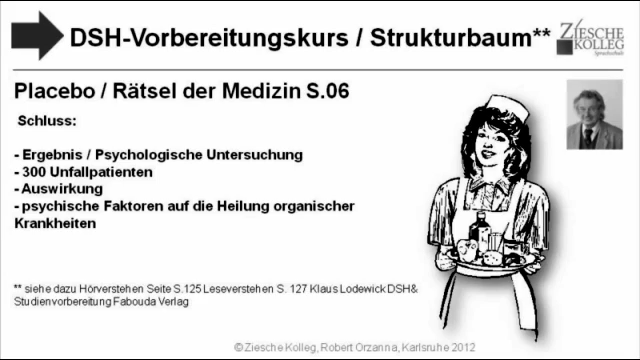 DSH-Vorbereitungskurs / Strukturbaum**
ZIESCHE
KOLLEG
Sprachschule
Placebo / Rätsel der Medizin S.06
Schluss:
- Ergebnis / Psychologische Untersuchung
- 300 Unfallpatienten
- Auswirkung
- psychische Faktoren auf die Heilung organischer
Krankheiten
** siehe dazu Hörverstehen Seite S.125 Leseverstehen S. 127 Klaus Lodewick DSH&
Studienvorbereitung Fabouda Verlag
©Ziesche Kolleg, Robert Orzanna, Karlsruhe 2012